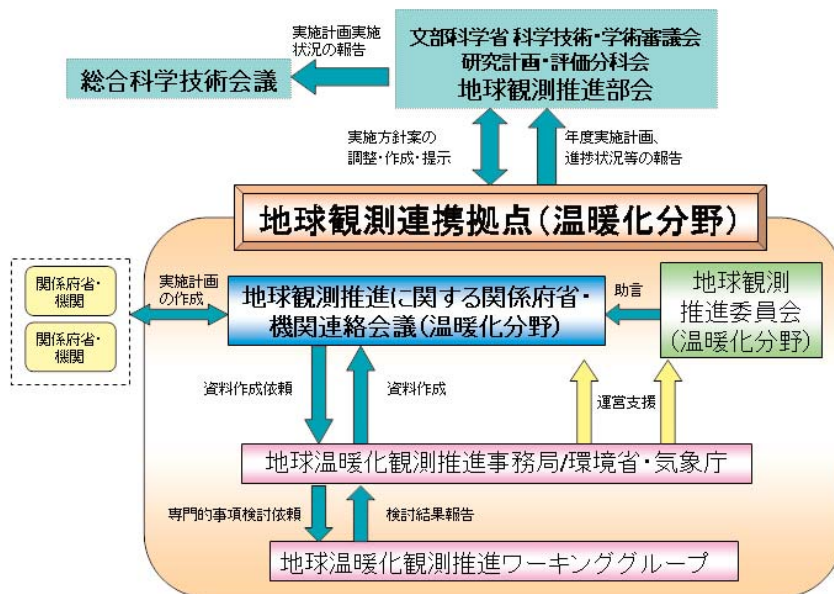 実施計画実施
状況の報告
文部科学省 科学技術・学術審議会
研究計画・評価分科会
地球観測推進部会
総合科学技術会議
実施方針案の
調整・作成・提示
年度実施計画、
進捗状況等の報告
地球観測連携拠点(温暖化分野)
関係府省・
機関
関係府省・
機関
実施計画
の作成
地球観測推進に関する関係府省・
機関連絡会議(温暖化分野)
助言
地球観測
推進委員会
(温暖化分野)
資料作成依頼
資料作成
運営支援
地球温暖化観測推進事務局/環境省・気象庁
専門的事項検討依頼
検討結果報告
地球温暖化観測推進ワーキンググループ